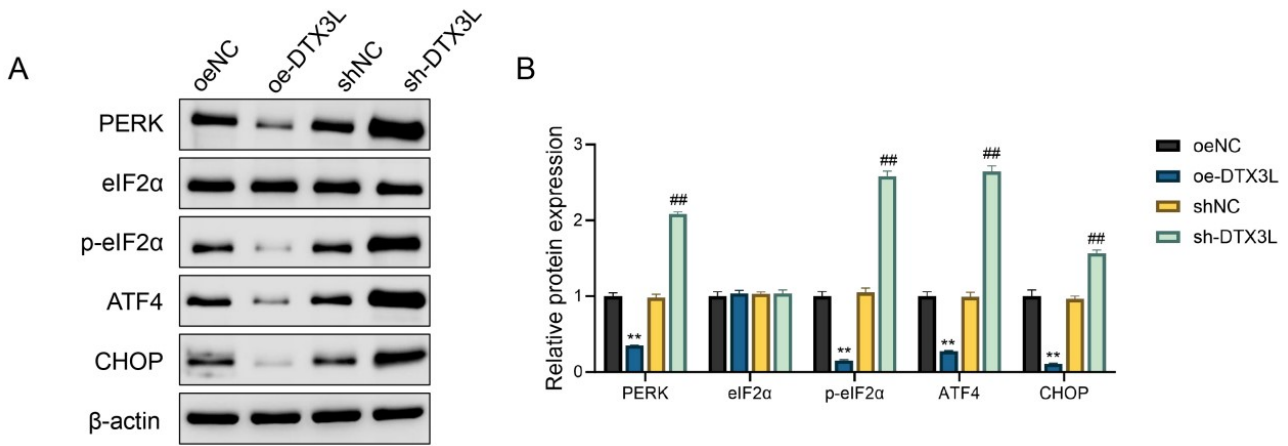 A
oeNC
oe-DTX3L
shNC
sh-DTX3L
PERK
eIF2α
p-eIF2α
ATF4
CHOP
β-actin
B
Relative protein expression
3
2
1
0
**
##
**
##
**
##
**
##
PERK
eIF2α
p-eIF2α
ATF4
CHOP
oeNC
oe-DTX3L
shNC
sh-DTX3L